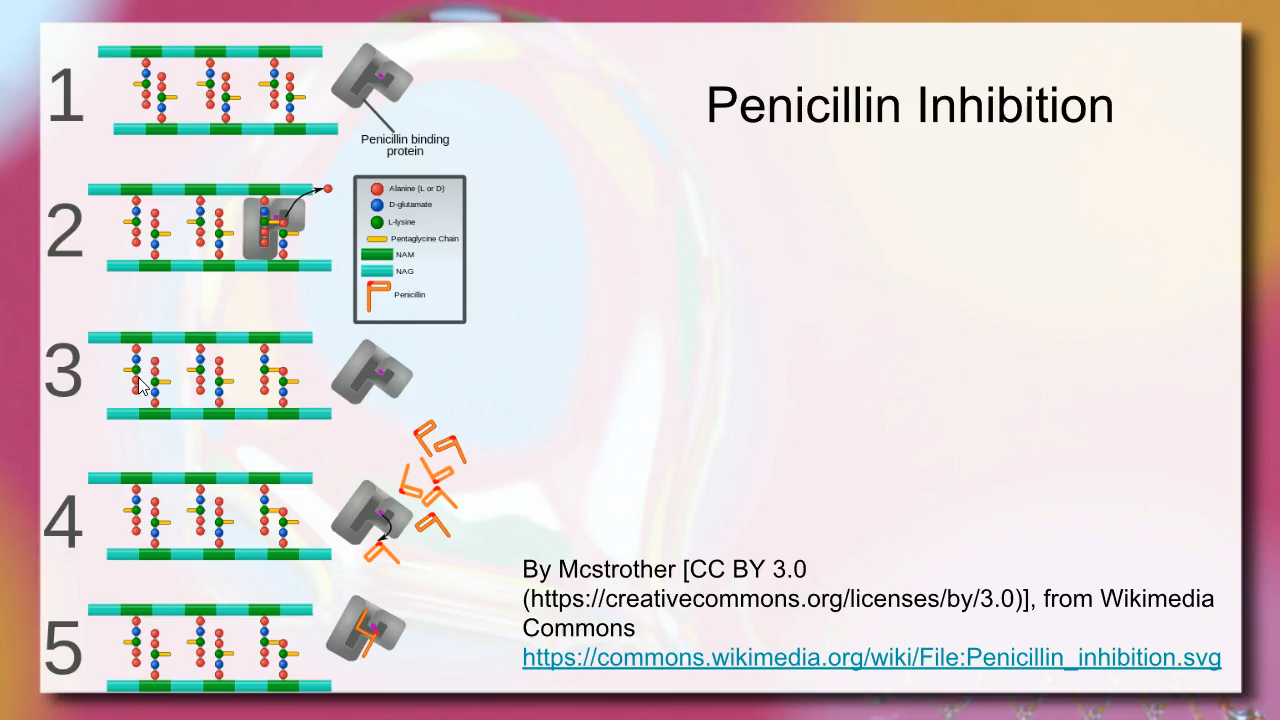 Penicillin Inhibition
1
Penicillin binding
protein
2
Alanine (L or D)
D-glutamate
L-lysine
Pentaglycine Chain
NAM
NAG
Penicillin
3
4
5
By Mcstrother [CC BY 3.0
(https://creativecommons.org/licenses/by/3.0)], from Wikimedia
Commons
https://commons.wikimedia.org/wiki/File:Penicillin_inhibition.svg